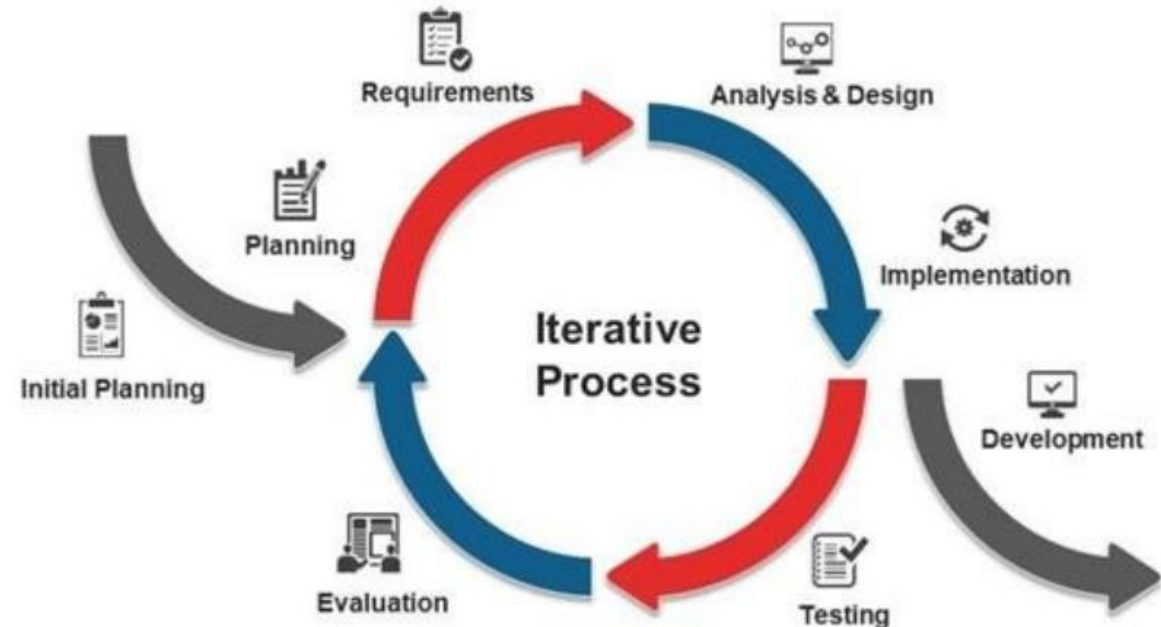 Requirements
Analysis & Design
Planning
Implementation
Iterative
Process
Initial Planning
Development
Evaluation
Testing